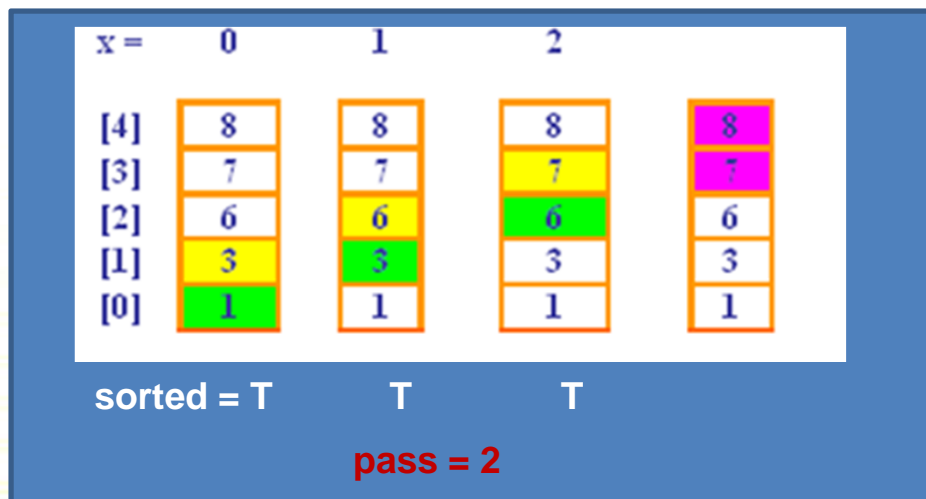 x = 0 1 2
[4] 8 8 8 8
[3] 7 7 7 7
[2] 6 6 6 6
[1] 3 3 3 3
[0] 1 1 1 1
sorted = T T T
pass = 2